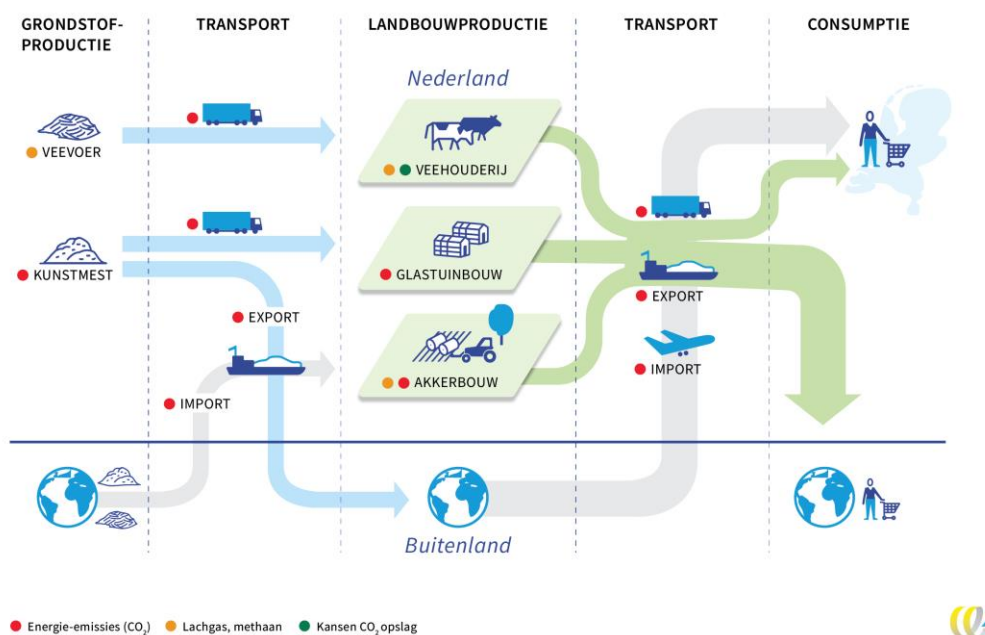 GRONDSTOF-
PRODUCTIE
TRANSPORT
LANDBOUWPRODUCTIE
TRANSPORT
CONSUMPTIE
Nederland
VEEVOER
VEEHOUDERIJ
KUNSTMEST
GLASTUINBOUW
EXPORT
EXPORT
AKKERBOUW
IMPORT
IMPORT
Buitenland
Energie-emissies (CO₂)
Lachgas, methaan
Kansen CO₂ opslag